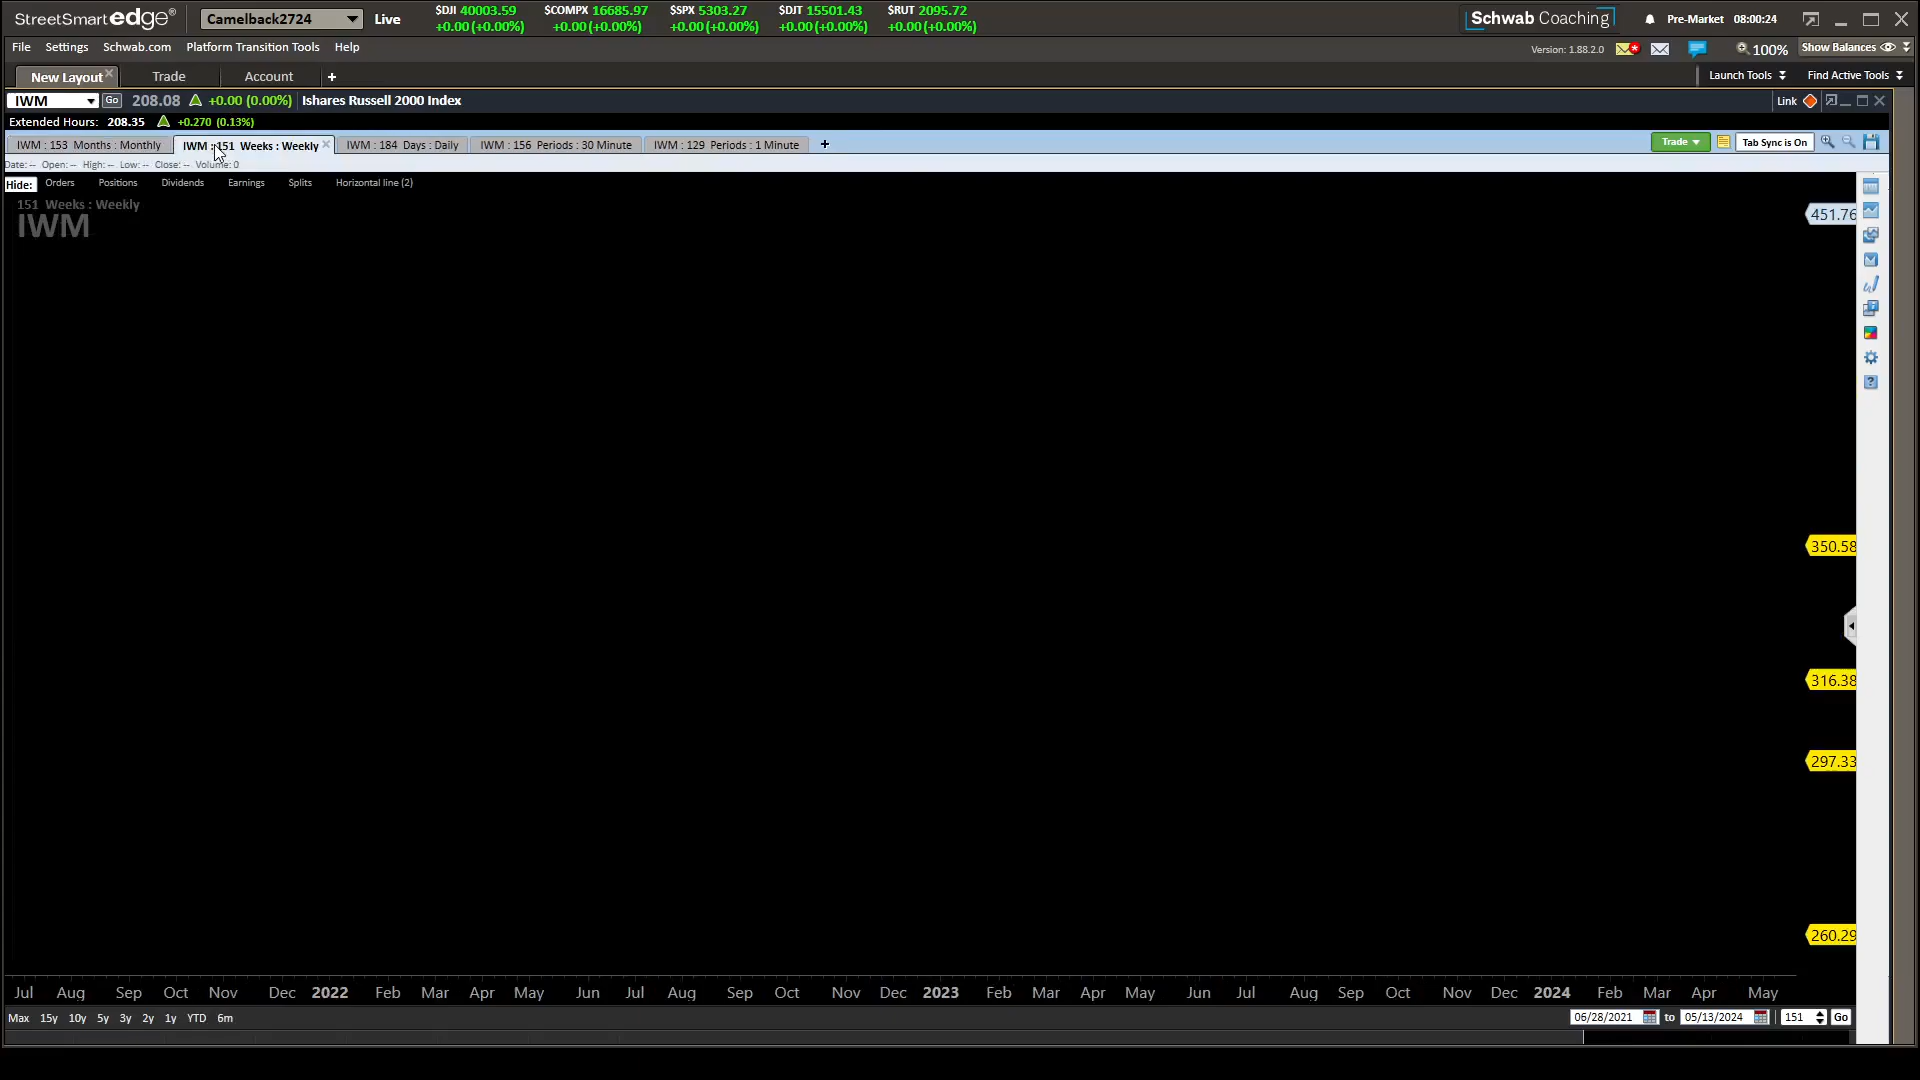 StreetSmart edge® Camelback2724 Live $DJI 40003.59 $COMPX 16685.97 $SPX 5303.27 $DJT 15501.43 $RUT 2095.72 Schwab Coaching Pre-Market 08:00:24
+0.00 (+0.00%) +0.00 (+0.00%) +0.00 (+0.00%) +0.00 (+0.00%) +0.00 (+0.00%)
File Settings Schwab.com Platform Transition Tools Help Version: 1.88.2.0 100% Show Balances
New Layout Trade Account + Launch Tools Find Active Tools
IWM Go 208.08 +0.00 (0.00%) Ishares Russell 2000 Index Link
Extended Hours: 208.35 +0.270 (0.13%)
IWM : 153 Months : Monthly IWM : 151 Weeks : Weekly IWM : 184 Days : Daily IWM : 156 Periods : 30 Minute IWM : 129 Periods : 1 Minute + Trade Tab Sync is On
Date: -- Open: -- High: -- Low: -- Close: -- Volume: 0
Hide: Orders Positions Dividends Earnings Splits Horizontal line (2)
151 Weeks : Weekly
IWM
451.76
350.58
316.38
297.33
260.29
Jul Aug Sep Oct Nov Dec 2022 Feb Mar Apr May Jun Jul Aug Sep Oct Nov Dec 2023 Feb Mar Apr May Jun Jul Aug Sep Oct Nov Dec 2024 Feb Mar Apr May
Max 15y 10y 5y 3y 2y 1y YTD 6m 06/28/2021 to 05/13/2024 151 Go